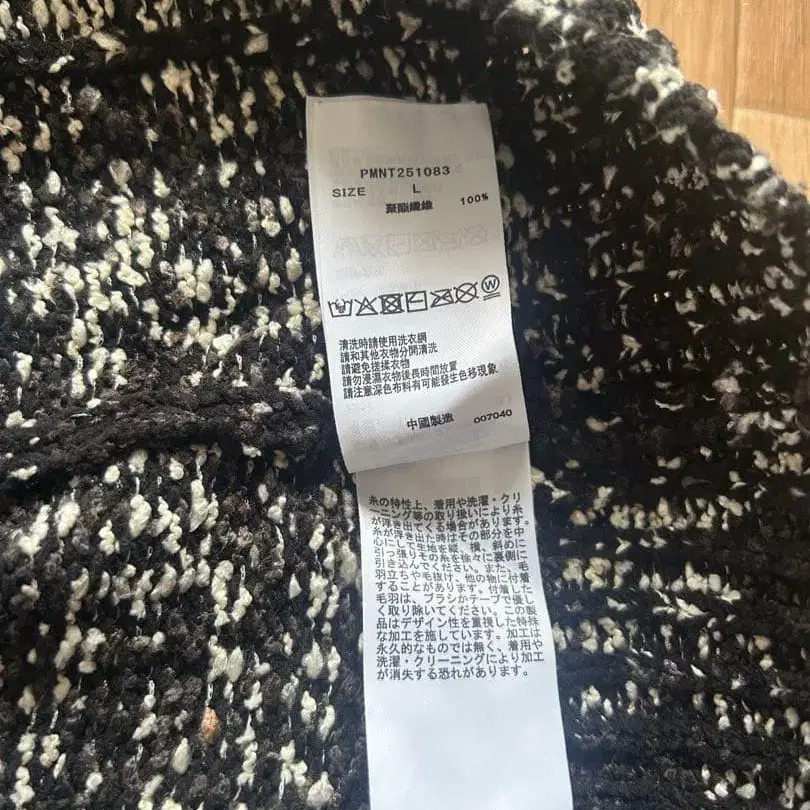 PMNT251083
SIZE L
聚酯纖維 100%
W
清洗時請使用洗衣網
請和其他衣物分開清洗
請避免搓揉衣物
請勿浸濕衣物後長時間放置
請注意深色布料有可能發生色移現象
中國製造 007040
糸の特性上、着用や洗濯・クリ
ーニング等の取り扱いにより糸
が浮き出てくる場合があります。
糸が浮き出た時はその部分を中
心にし生地を縦、横、斜めに
引っ張りその糸を徐々に裏側に
引き込んでください。また、毛
羽立ちや毛抜け、他の物に付着
することがあります。付着した
毛羽は、ブラシかテープで優し
く取り除いてください。この製
品はデザイン性を重視した特殊
な加工を施しています。加工は
永久的なものでは無く、着用や
洗濯・クリーニングにより加工
が消失する恐れがあります。